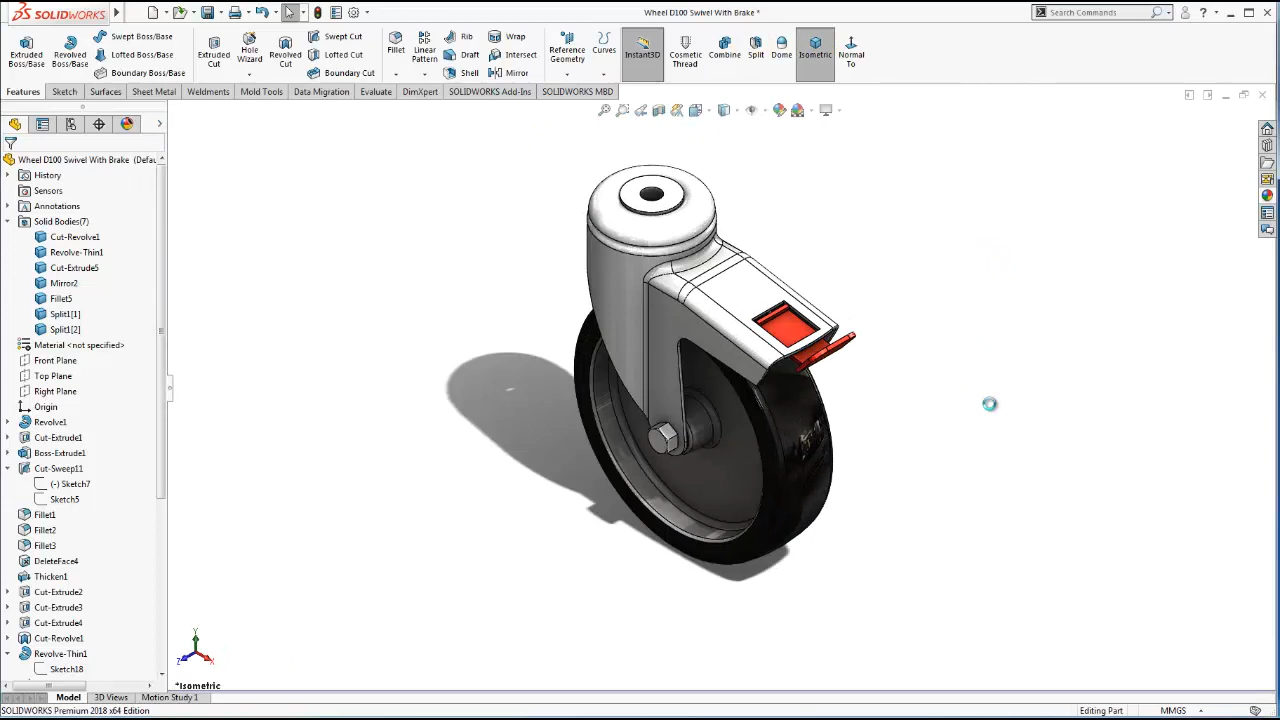 SOLIDWORKS
Wheel D100 Swivel With Brake *
Search Commands
Extruded Boss/Base
Revolved Boss/Base
Swept Boss/Base
Lofted Boss/Base
Boundary Boss/Base
Extruded Cut
Hole Wizard
Revolved Cut
Swept Cut
Lofted Cut
Boundary Cut
Fillet
Linear Pattern
Rib
Draft
Shell
Wrap
Intersect
Mirror
Reference Geometry
Curves
Instant3D
Cosmetic Thread
Combine
Split
Dome
Isometric
Normal To
Features Sketch Surfaces Sheet Metal Weldments Mold Tools Data Migration Evaluate DimXpert SOLIDWORKS Add-Ins SOLIDWORKS MBD
Wheel D100 Swivel With Brake (Defau
History
Sensors
Annotations
Solid Bodies(7)
Cut-Revolve1
Revolve-Thin1
Cut-Extrude5
Mirror2
Fillet5
Split1[1]
Split1[2]
Material <not specified>
Front Plane
Top Plane
Right Plane
Origin
Revolve1
Cut-Extrude1
Boss-Extrude1
Cut-Sweep11
(-) Sketch7
Sketch5
Fillet1
Fillet2
Fillet3
DeleteFace4
Thicken1
Cut-Extrude2
Cut-Extrude3
Cut-Extrude4
Cut-Revolve1
Revolve-Thin1
Sketch18
Y
Z
X
*Isometric
Model 3D Views Motion Study 1
SOLIDWORKS Premium 2018 x64 Edition
Editing Part
MMGS